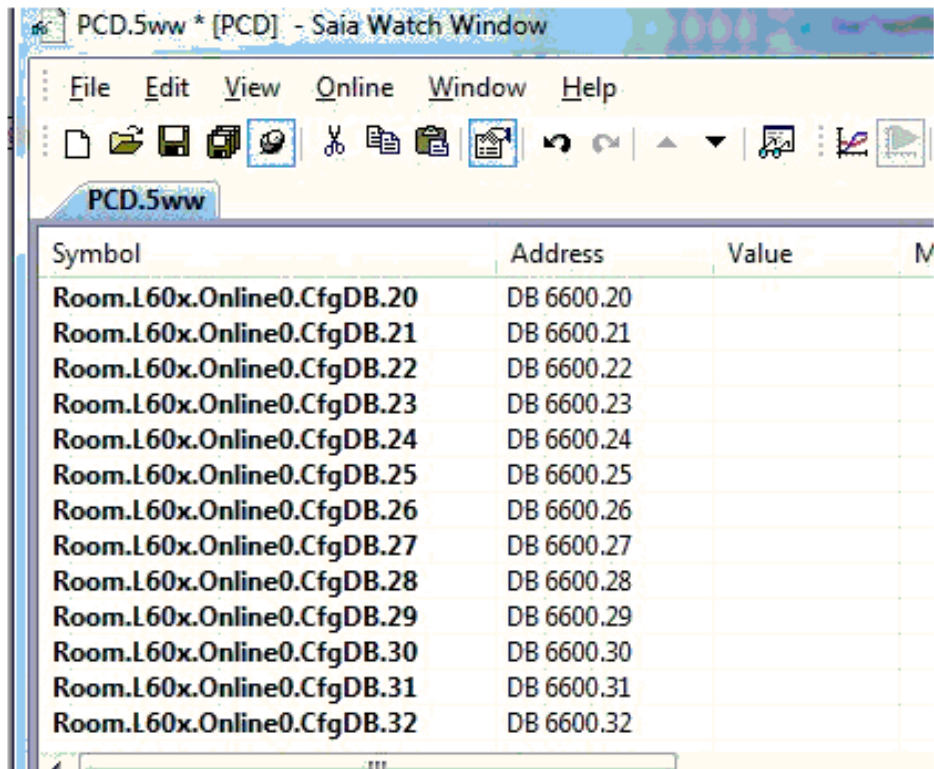 PCD.5ww * [PCD] - Saia Watch Window
File Edit View Online Window Help
PCD.5ww
Symbol Address Value M
Room.L60x.Online0.CfgDB.20 DB 6600.20
Room.L60x.Online0.CfgDB.21 DB 6600.21
Room.L60x.Online0.CfgDB.22 DB 6600.22
Room.L60x.Online0.CfgDB.23 DB 6600.23
Room.L60x.Online0.CfgDB.24 DB 6600.24
Room.L60x.Online0.CfgDB.25 DB 6600.25
Room.L60x.Online0.CfgDB.26 DB 6600.26
Room.L60x.Online0.CfgDB.27 DB 6600.27
Room.L60x.Online0.CfgDB.28 DB 6600.28
Room.L60x.Online0.CfgDB.29 DB 6600.29
Room.L60x.Online0.CfgDB.30 DB 6600.30
Room.L60x.Online0.CfgDB.31 DB 6600.31
Room.L60x.Online0.CfgDB.32 DB 6600.32